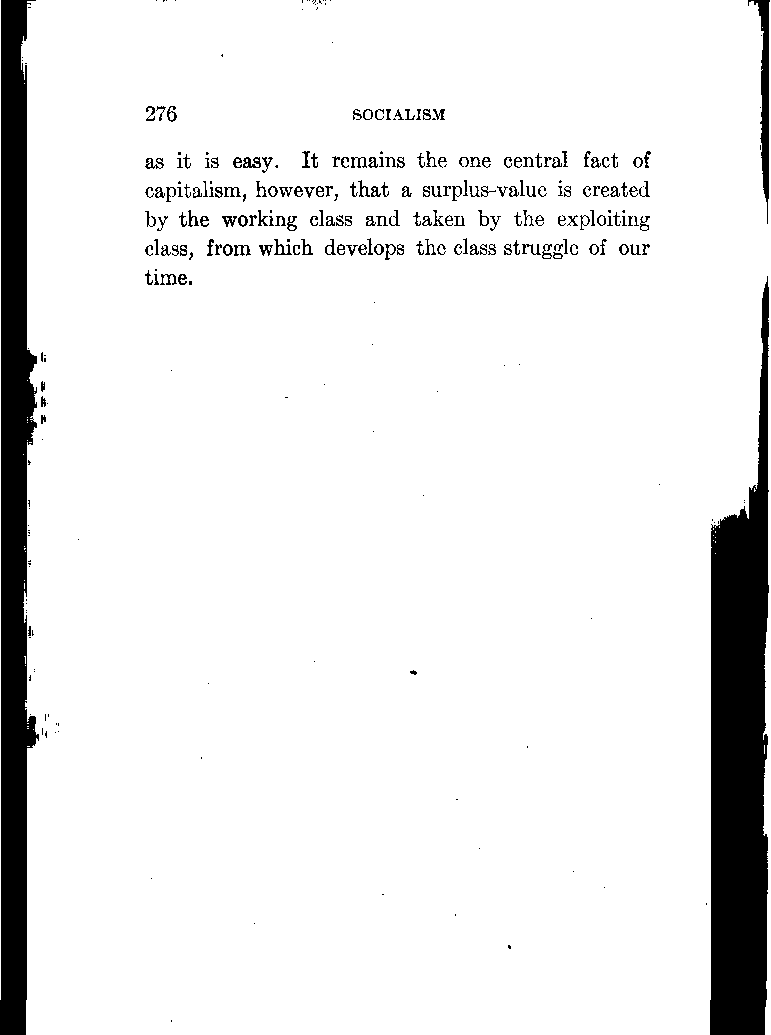 276 SOCIALISM
as it is easy. It remains the one central fact of
capitalism, however, that a surplus-value is created
by the working class and taken by the exploiting
class, from which develops the class struggle of our
time.